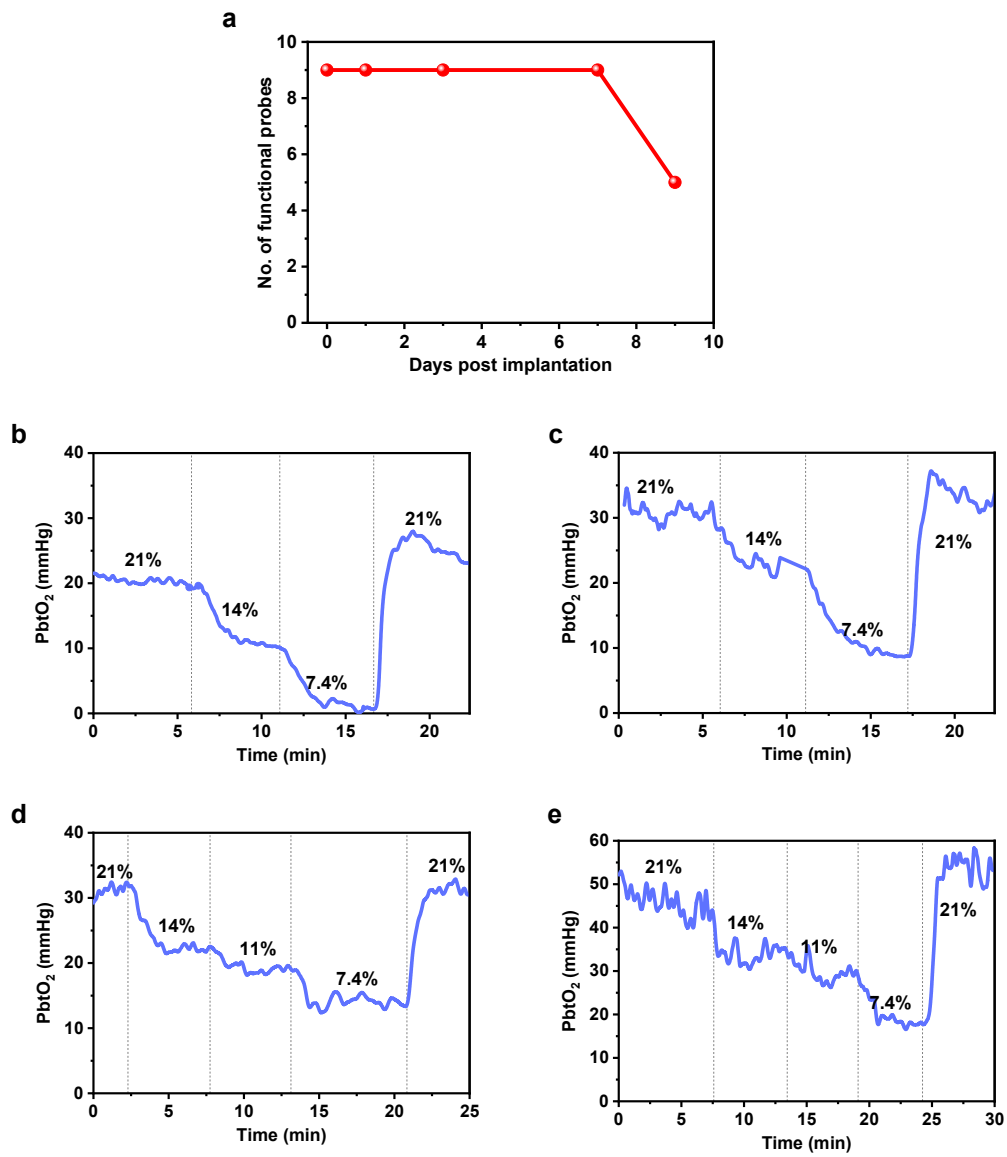 a
10
8
6
4
2
0
No. of functional probes
0 2 4 6 8 10
Days post implantation
b
40
30
20
10
0
PbtO₂ (mmHg)
21%
14%
7.4%
21%
0 5 10 15 20
Time (min)
c
40
30
20
10
0
PbtO₂ (mmHg)
21%
14%
7.4%
21%
0 5 10 15 20
Time (min)
d
40
30
20
10
0
PbtO₂ (mmHg)
21%
14%
11%
7.4%
21%
0 5 10 15 20 25
Time (min)
e
60
50
40
30
20
10
0
PbtO₂ (mmHg)
21%
14%
11%
7.4%
21%
0 5 10 15 20 25 30
Time (min)